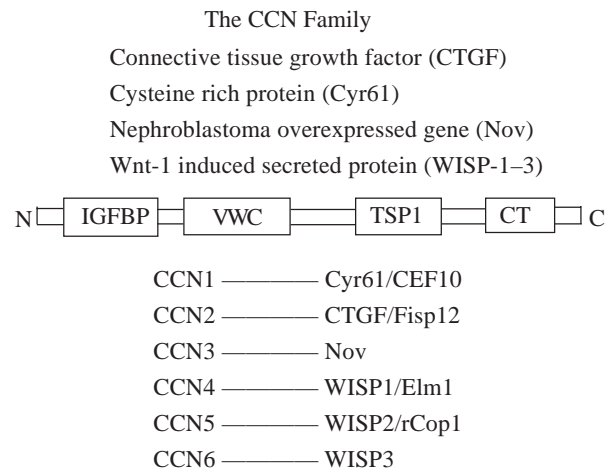 The CCN Family
Connective tissue growth factor (CTGF)
Cysteine rich protein (Cyr61)
Nephroblastoma overexpressed gene (Nov)
Wnt-1 induced secreted protein (WISP-1–3)
N IGFBP VWC TSP1 CT C
CCN1 ———— Cyr61/CEF10
CCN2 ———— CTGF/Fisp12
CCN3 ———— Nov
CCN4 ———— WISP1/Elm1
CCN5 ———— WISP2/rCop1
CCN6 ———— WISP3